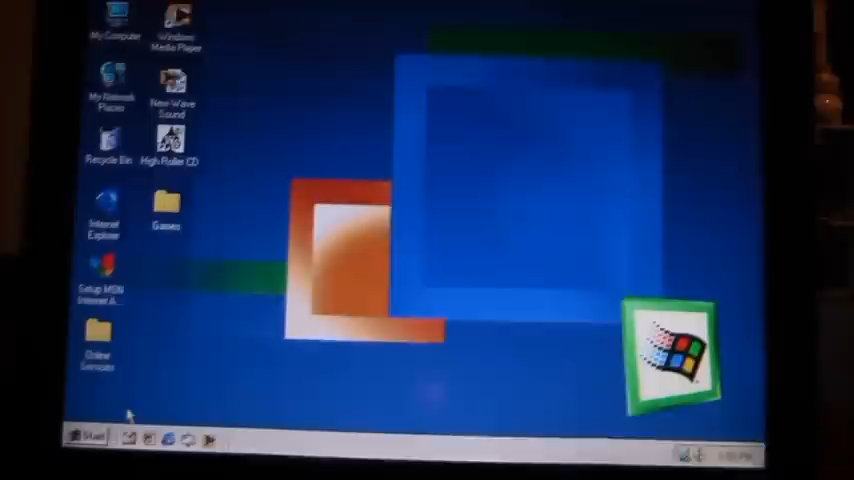 My Computer
Windows
Media Player
My Network
Places
New Wave
Sound
Recycle Bin
High Roller CD
Internet
Explorer
Games
Setup MSN
Internet A...
Online
Services
Start